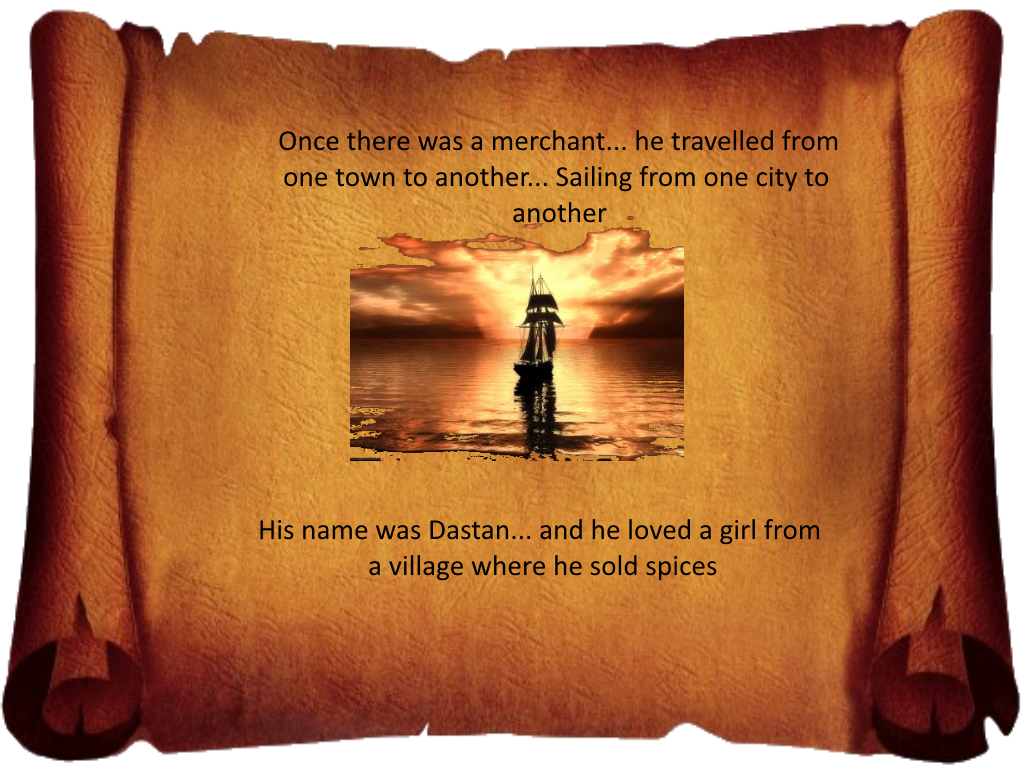 Once there was a merchant... he travelled from
one town to another... Sailing from one city to
another
His name was Dastan... and he loved a girl from
a village where he sold spices